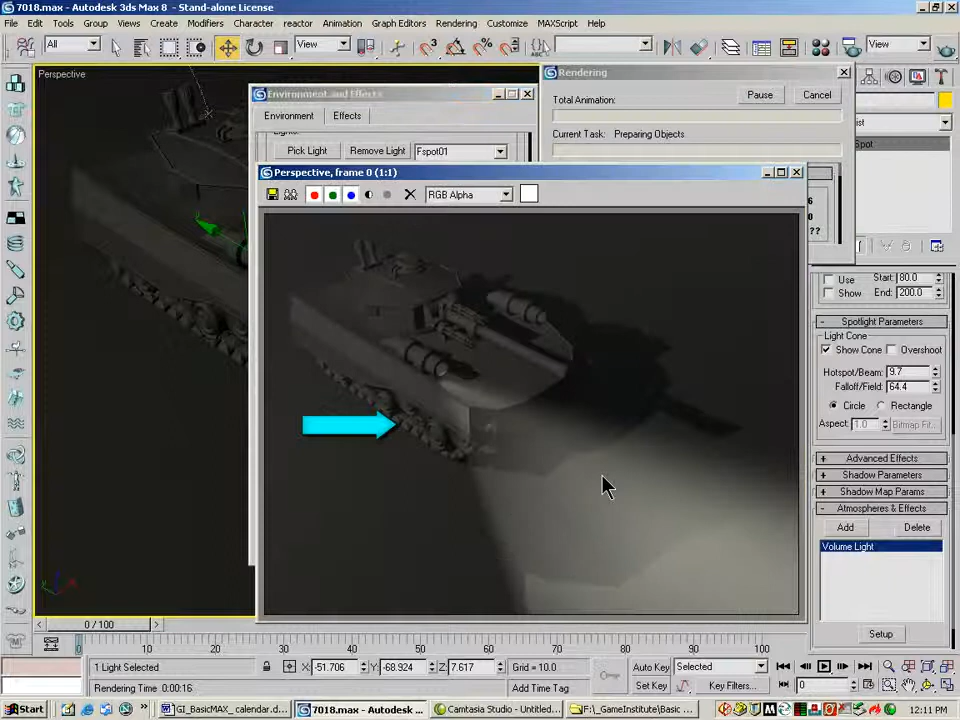 7018.max - Autodesk 3ds Max 8 - Stand-alone License
File Edit Tools Group Views Create Modifiers Character reactor Animation Graph Editors Rendering Customize MAXScript Help
All View View
Perspective
Environment and Effects
Environment Effects
Pick Light Remove Light Fspot01
Rendering
Total Animation:
Pause Cancel
Current Task: Preparing Objects
Perspective, frame 0 (1:1)
RGB Alpha
Use Start: 80.0
Show End: 200.0
- Spotlight Parameters
Light Cone
Show Cone Overshoot
Hotspot/Beam: 9.7
Falloff/Field: 64.4
Circle Rectangle
Aspect: 1.0 Bitmap Fit...
+ Advanced Effects
+ Shadow Parameters
+ Shadow Map Params
- Atmospheres & Effects
Add Delete
Volume Light
Setup
0 / 100
0 10 20 30 40 50 60 70 80 90 100
1 Light Selected X: -51.706 Y: -68.924 Z: 7.617 Grid = 10.0 Auto Key Selected
Rendering Time 0:00:16 Add Time Tag Set Key Key Filters... 0
Start GI_BasicMAX_ calendar.d... 7018.max - Autodesk ... Camtasia Studio - Untitled... F:\_GameInstitute\Basic ... 12:11 PM